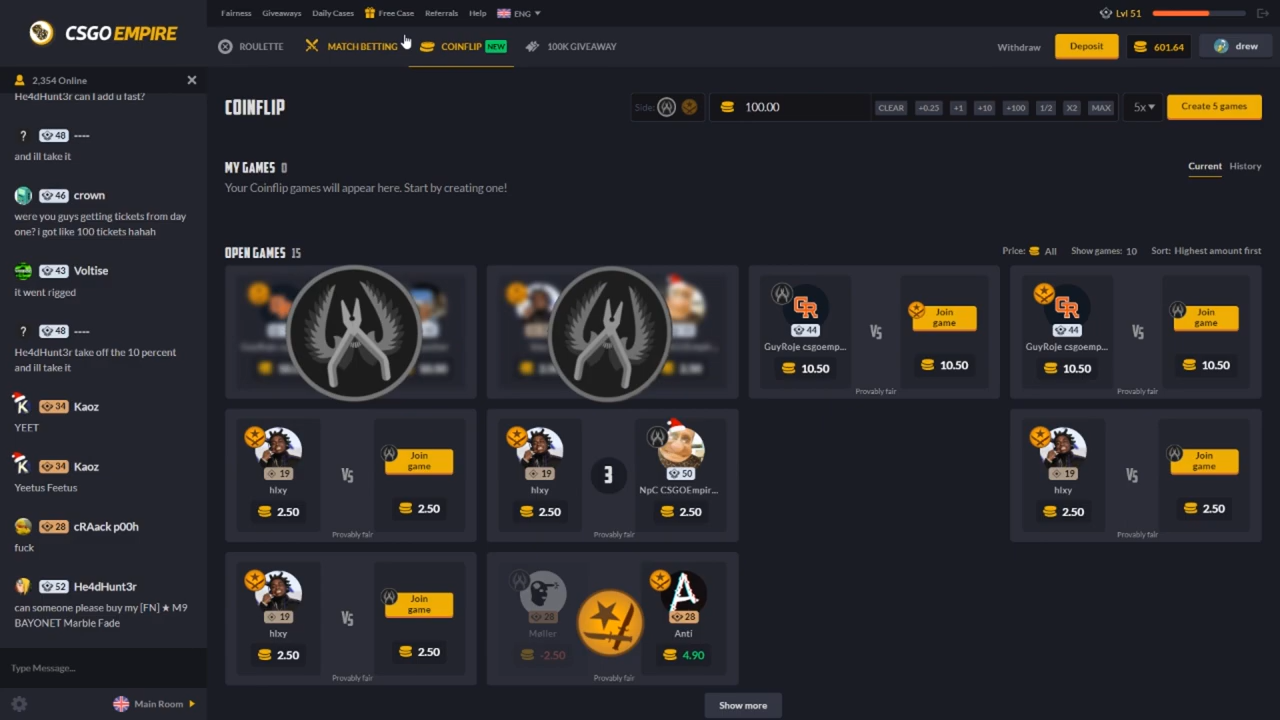 CSGOEMPIRE
Fairness Giveaways Daily Cases Free Case Referrals Help ENG
Lvl 51
ROULETTE MATCH BETTING COINFLIP NEW 100K GIVEAWAY
Withdraw Deposit 601.64 drew
2,354 Online
He4dHunt3r can I add u fast?
? 48 ----
and ill take it
46 crown
were you guys getting tickets from day
one? i got like 100 tickets hahah
43 Voltise
it went rigged
? 48 ----
He4dHunt3r take off the 10 percent
and ill take it
34 Kaoz
YEET
34 Kaoz
Yeetus Feetus
28 cRAack p00h
fuck
52 He4dHunt3r
can someone please buy my [FN] ★ M9
BAYONET Marble Fade
Type Message...
Main Room
COINFLIP
Side: 100.00 CLEAR +0.25 +1 +10 +100 1/2 X2 MAX 5x Create 5 games
MY GAMES 0
Current History
Your Coinflip games will appear here. Start by creating one!
OPEN GAMES 15
Price: All Show games: 10 Sort: Highest amount first
44
GuyRoJe csgoemp...
10.50
VS
Join
game
10.50
Provably fair
44
GuyRoJe csgoemp...
10.50
VS
Join
game
10.50
Provably fair
19
hlxy
2.50
VS
Join
game
2.50
Provably fair
19
hlxy
2.50
3
50
NpC CSGOEmpir...
2.50
Provably fair
19
hlxy
2.50
VS
Join
game
2.50
Provably fair
19
hlxy
2.50
VS
Join
game
2.50
Provably fair
28
Møller
-2.50
A
28
Anti
4.90
Provably fair
Show more